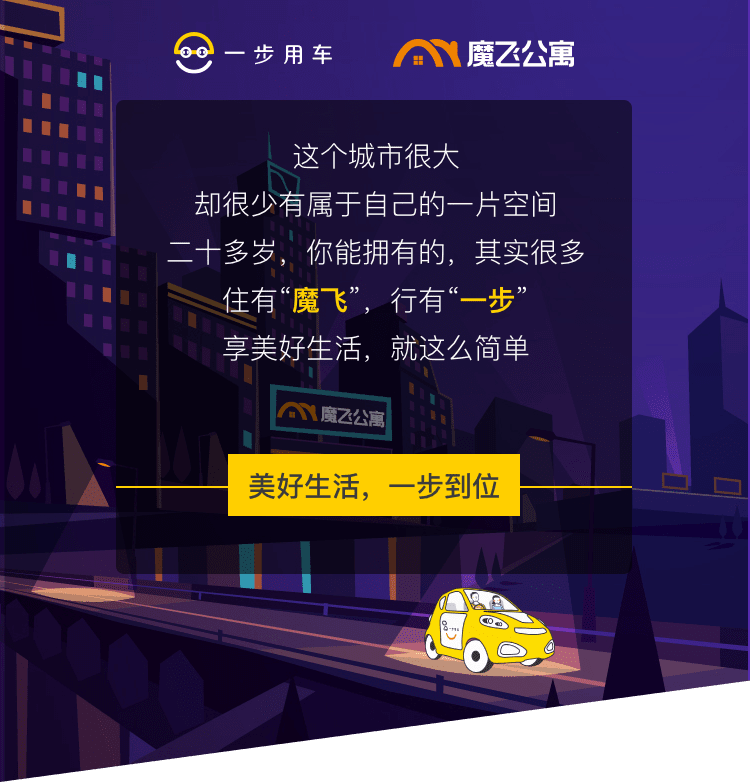 一步用车
魔飞公寓
这个城市很大
却很少有属于自己的一片空间
二十多岁，你能拥有的，其实很多
住有“魔飞”，行有“一步”
享美好生活，就这么简单
魔飞公寓
美好生活，一步到位